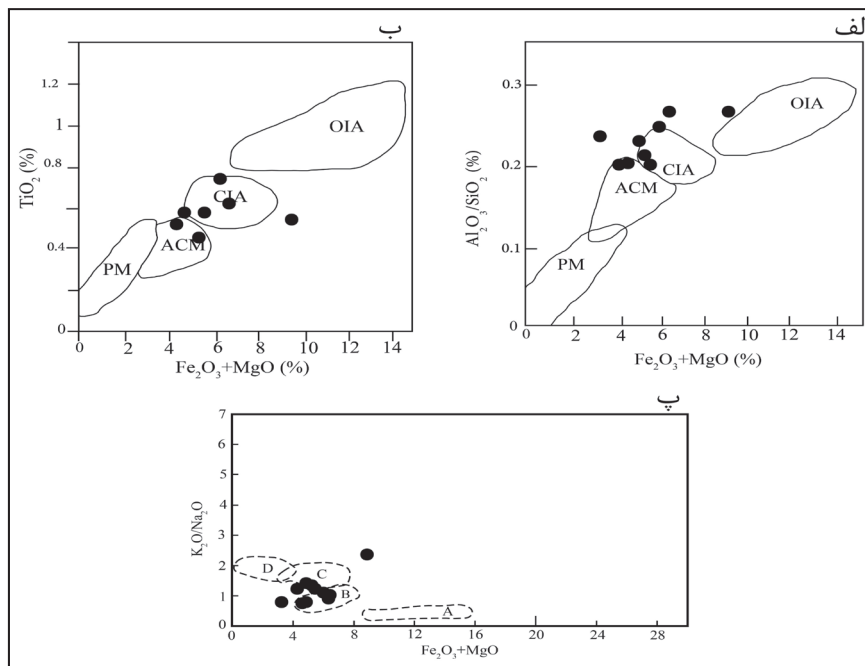 الف
0.3
0.2
0.1
0
2
4
6
8
10
12
14
Al₂O₃/SiO₂ (%)
Fe₂O₃+MgO (%)
OIA
CIA
ACM
PM
ب
1.2
1
0.8
0.4
0
0
2
4
6
8
10
12
14
TiO₂ (%)
Fe₂O₃+MgO (%)
OIA
CIA
ACM
PM
پ
7
6
5
4
3
2
1
0
0
4
8
12
16
20
24
28
K₂O/Na₂O
Fe₂O₃+MgO
D
C
B
A